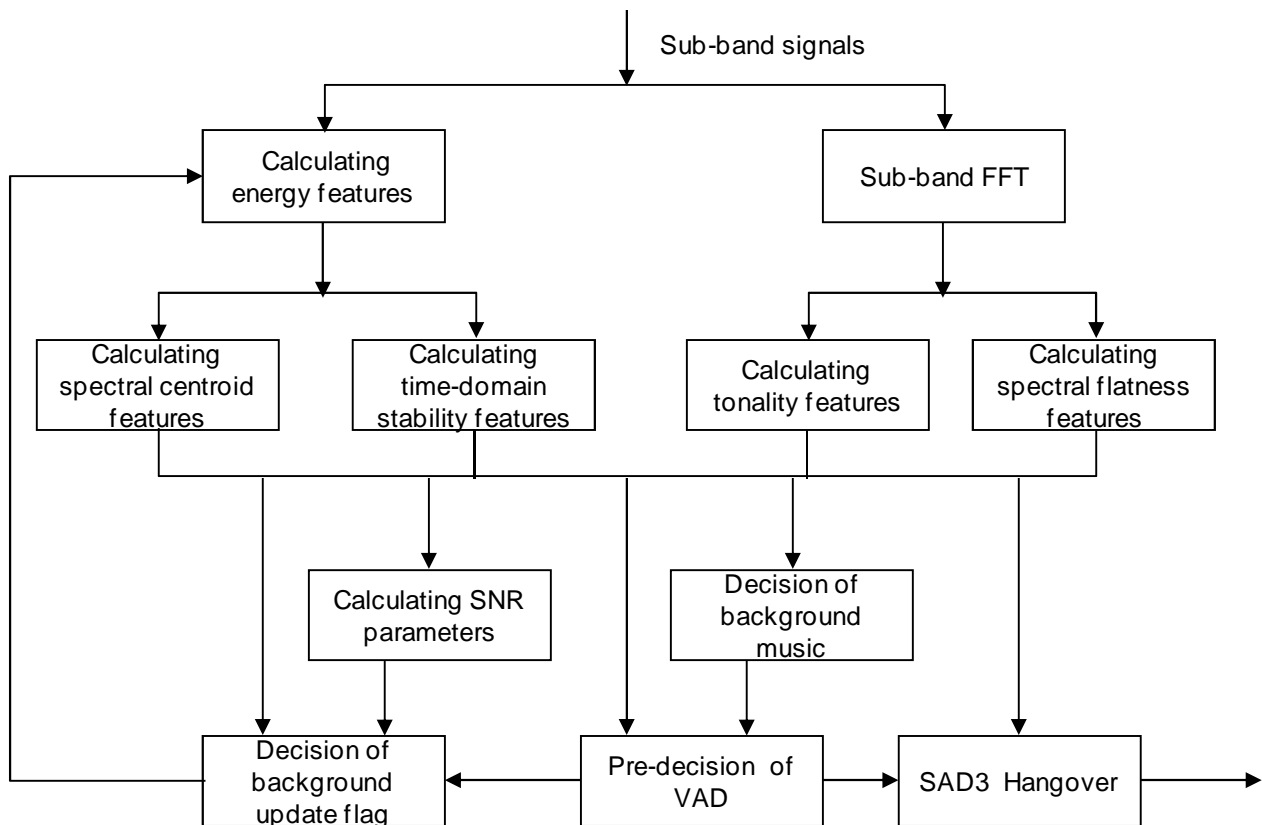 Sub-band signals
Calculating
energy features
Sub-band FFT
Calculating
spectral centroid
features
Calculating
time-domain
stability features
Calculating
tonality features
Calculating
spectral flatness
features
Calculating SNR
parameters
Decision of
background
music
Decision of
background
update flag
Pre-decision of
VAD
SAD3 Hangover